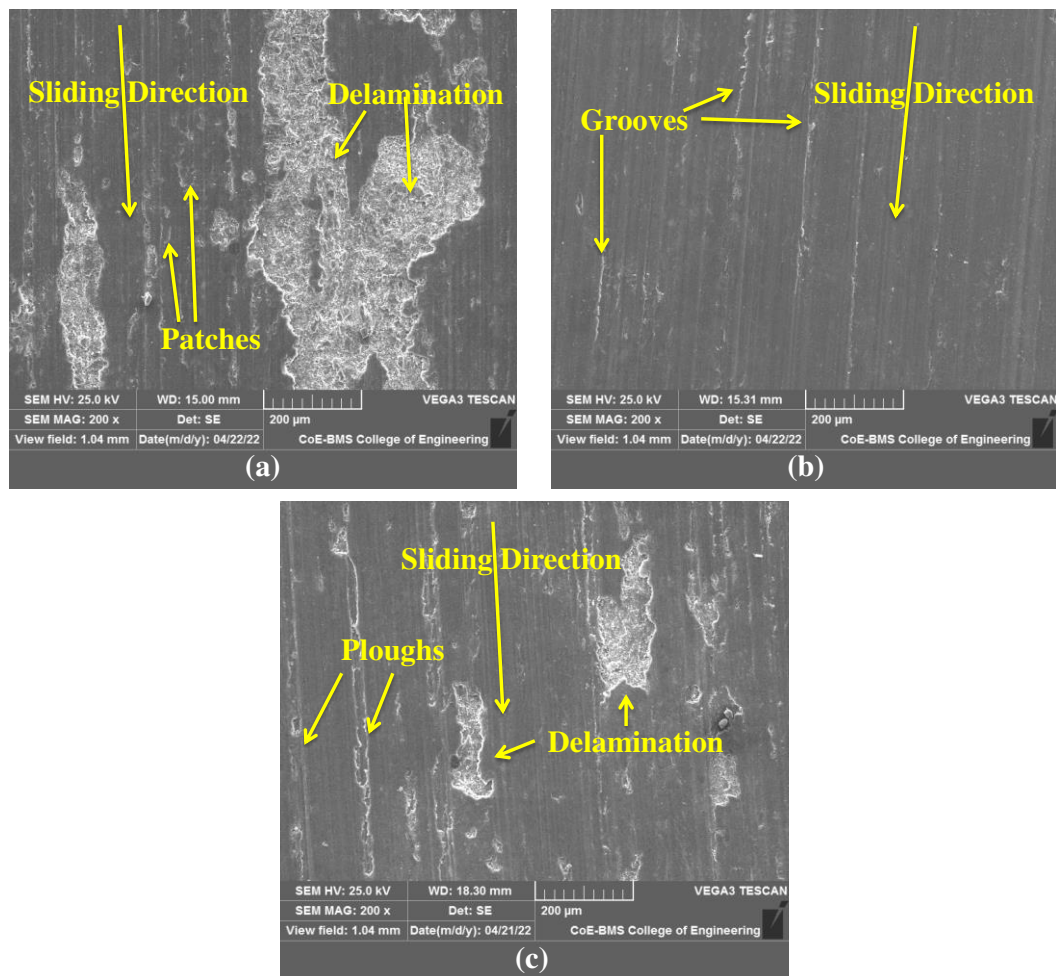 Sliding Direction
Delamination
Patches
SEM HV: 25.0 kV WD: 15.00 mm VEGA3 TESCAN
SEM MAG: 200 x Det: SE 200 µm
View field: 1.04 mm Date(m/d/y): 04/22/22 CoE-BMS College of Engineering
(a)
Sliding Direction
Grooves
SEM HV: 25.0 kV WD: 15.31 mm VEGA3 TESCAN
SEM MAG: 200 x Det: SE 200 µm
View field: 1.04 mm Date(m/d/y): 04/22/22 CoE-BMS College of Engineering
(b)
Sliding Direction
Ploughs
Delamination
SEM HV: 25.0 kV WD: 18.30 mm VEGA3 TESCAN
SEM MAG: 200 x Det: SE 200 µm
View field: 1.04 mm Date(m/d/y): 04/21/22 CoE-BMS College of Engineering
(c)